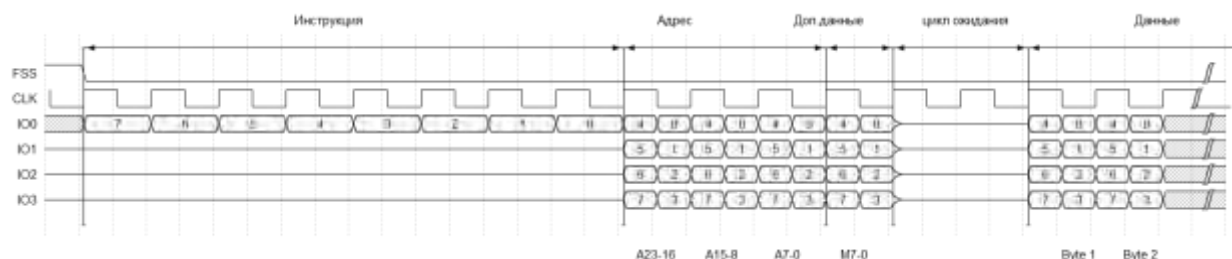 Инструкция Адрес Доп.данные цикл ожидания Данные
FSS
CLK
IO0 7 6 5 4 3 2 1 0 4 0 4 0 4 0 4 0 4 0 4 0
IO1 5 1 5 1 5 1 5 1 5 1 5 1
IO2 6 2 6 2 6 2 6 2 6 2 6 2
IO3 7 3 7 3 7 3 7 3 7 3 7 3
A23-16 A15-8 A7-0 M7-0 Byte 1 Byte 2